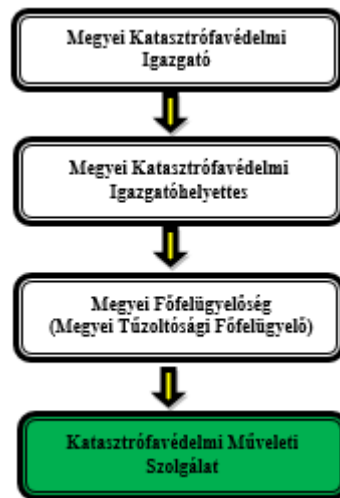 Megyei Katasztrófavédelmi
Igazgató
Megyei Katasztrófavédelmi
Igazgatóhelyettes
Megyei Főfelügyelőség
(Megyei Tűzoltósági Főfelügyelő)
Katasztrófavédelmi Műveleti
Szolgálat